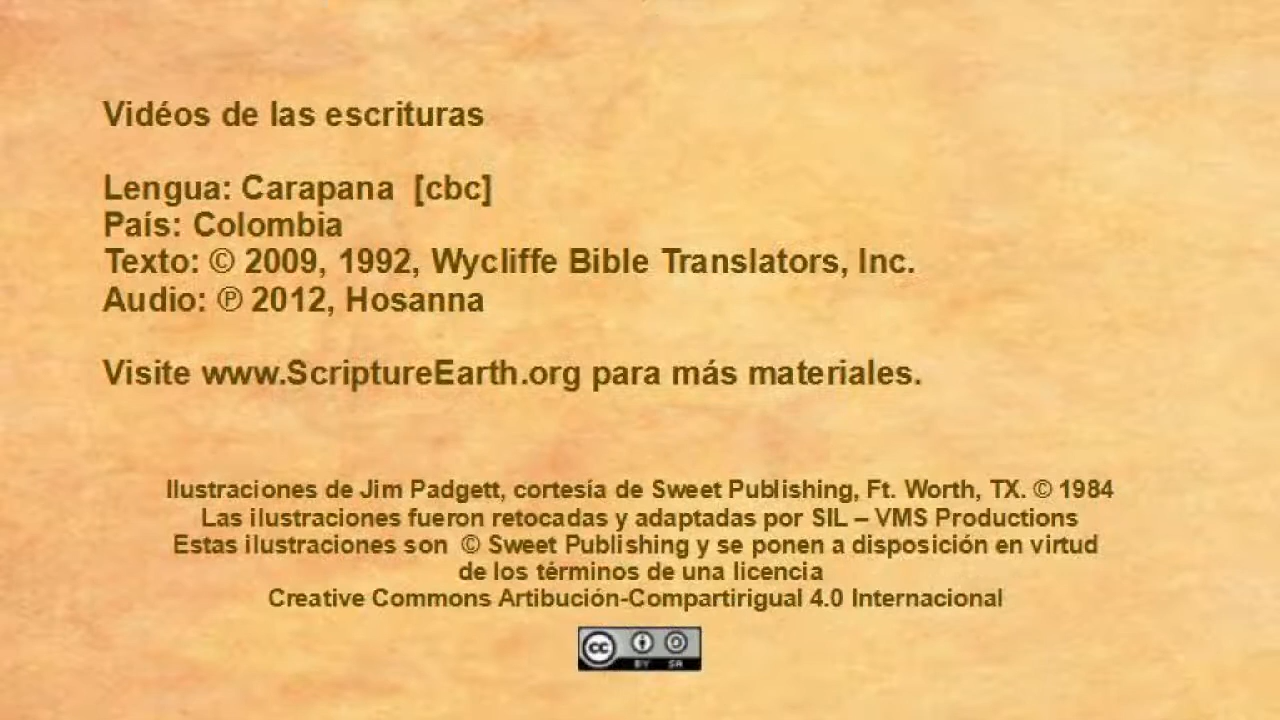 Vidéos de las escrituras
Lengua: Carapana [cbc]
País: Colombia
Texto: © 2009, 1992, Wycliffe Bible Translators, Inc.
Audio: ℗ 2012, Hosanna
Visite www.ScriptureEarth.org para más materiales.
Ilustraciones de Jim Padgett, cortesía de Sweet Publishing, Ft. Worth, TX. © 1984
Las ilustraciones fueron retocadas y adaptadas por SIL – VMS Productions
Estas ilustraciones son © Sweet Publishing y se ponen a disposición en virtud
de los términos de una licencia
Creative Commons Artibución-Compartirigual 4.0 Internacional
cc BY SA